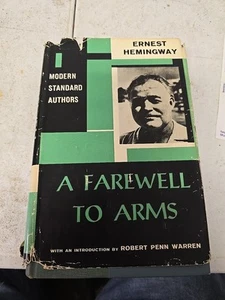 ERNEST
HEMINGWAY
MODERN
STANDARD
AUTHORS
A FAREWELL
TO ARMS
WITH AN INTRODUCTION BY ROBERT PENN WARREN